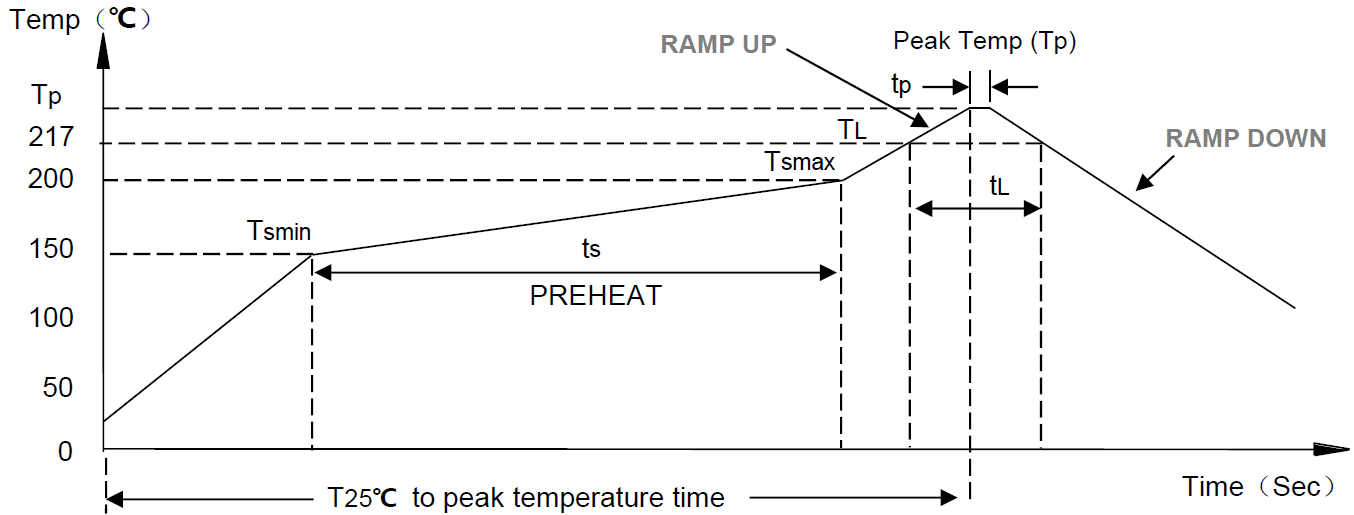 Temp（℃）
RAMP UP
Peak Temp (Tp)
Tp
tp
217
TL
RAMP DOWN
Tsmax
200
tL
Tsmin
150
ts
PREHEAT
100
50
0
T25℃ to peak temperature time
Time（Sec）